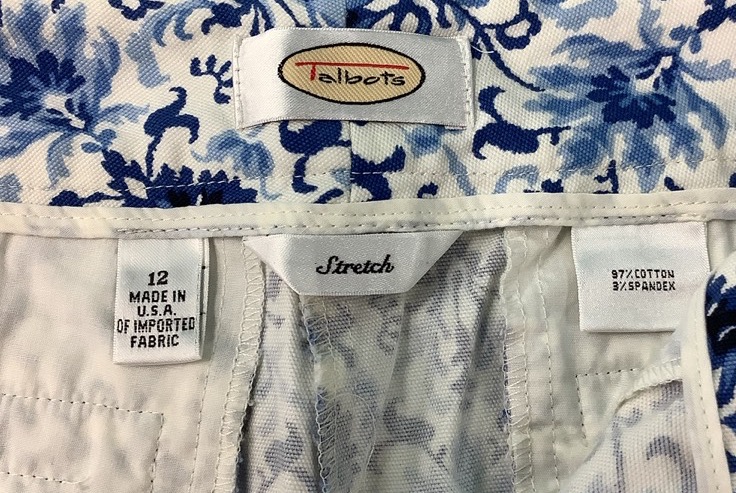 Talbots
Stretch
12
MADE IN
U.S.A.
OF IMPORTED
FABRIC
97% COTTON
3% SPANDEX